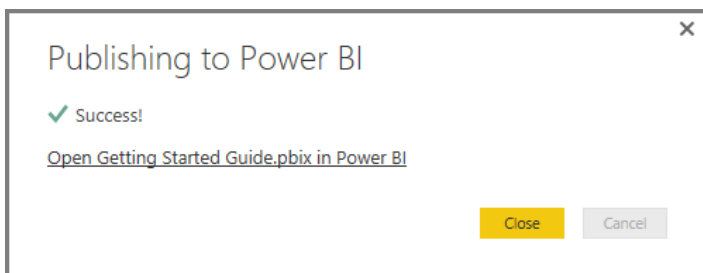 Publishing to Power BI
Success!
Open Getting Started Guide.pbix in Power BI
Close Cancel